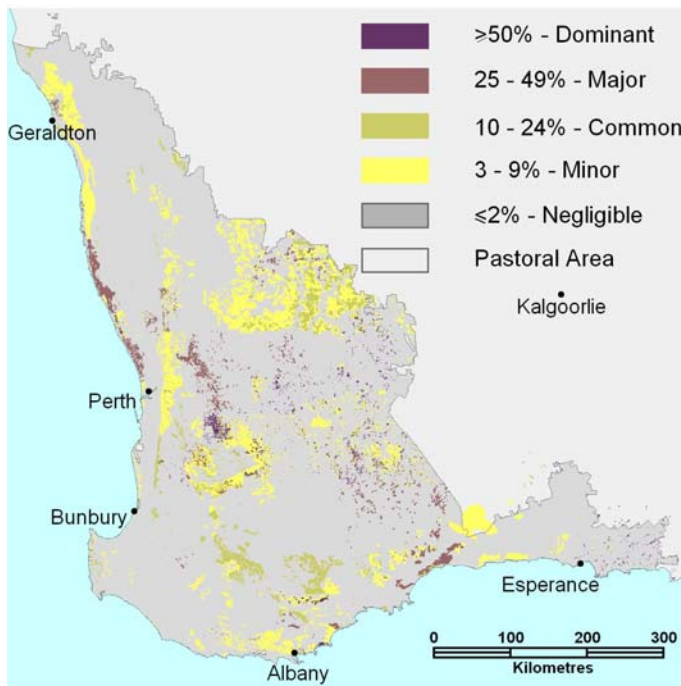 ≥50% - Dominant
25 - 49% - Major
Geraldton
10 - 24% - Common
3 - 9% - Minor
≤2% - Negligible
Pastoral Area
Kalgoorlie
Perth
Bunbury
Esperance
Albany
0 100 200 300
Kilometres